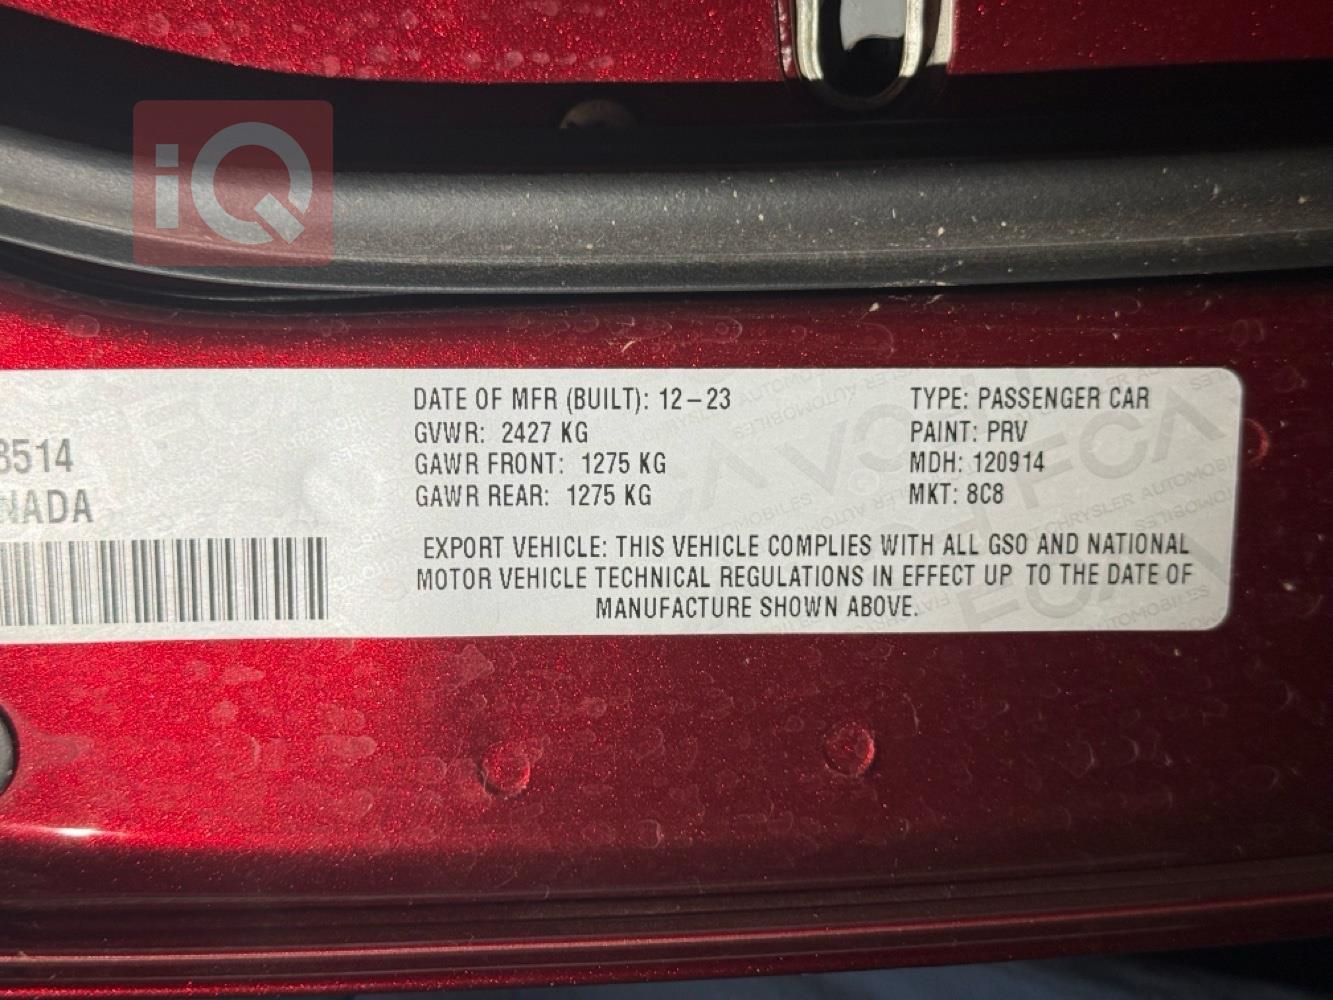 iQ
DATE OF MFR (BUILT): 12-23
GVWR: 2427 KG
GAWR FRONT: 1275 KG
GAWR REAR: 1275 KG
TYPE: PASSENGER CAR
PAINT: PRV
MDH: 120914
MKT: 8C8
8514
NADA
EXPORT VEHICLE: THIS VEHICLE COMPLIES WITH ALL GSO AND NATIONAL
MOTOR VEHICLE TECHNICAL REGULATIONS IN EFFECT UP TO THE DATE OF
MANUFACTURE SHOWN ABOVE.